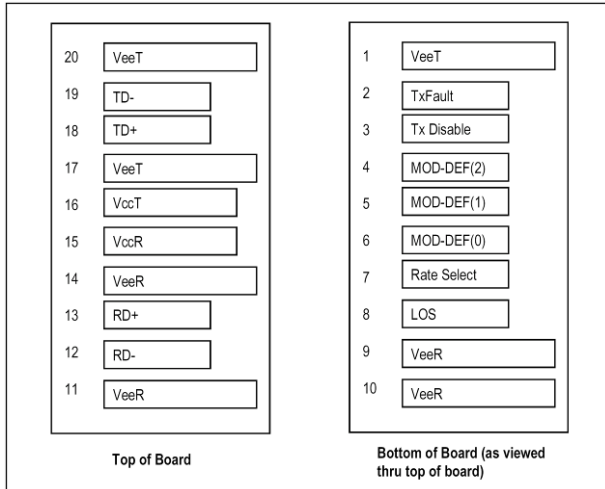 20 VeeT
19 TD-
18 TD+
17 VeeT
16 VccT
15 VccR
14 VeeR
13 RD+
12 RD-
11 VeeR
Top of Board
1 VeeT
2 TxFault
3 Tx Disable
4 MOD-DEF(2)
5 MOD-DEF(1)
6 MOD-DEF(0)
7 Rate Select
8 LOS
9 VeeR
10 VeeR
Bottom of Board (as viewed
thru top of board)